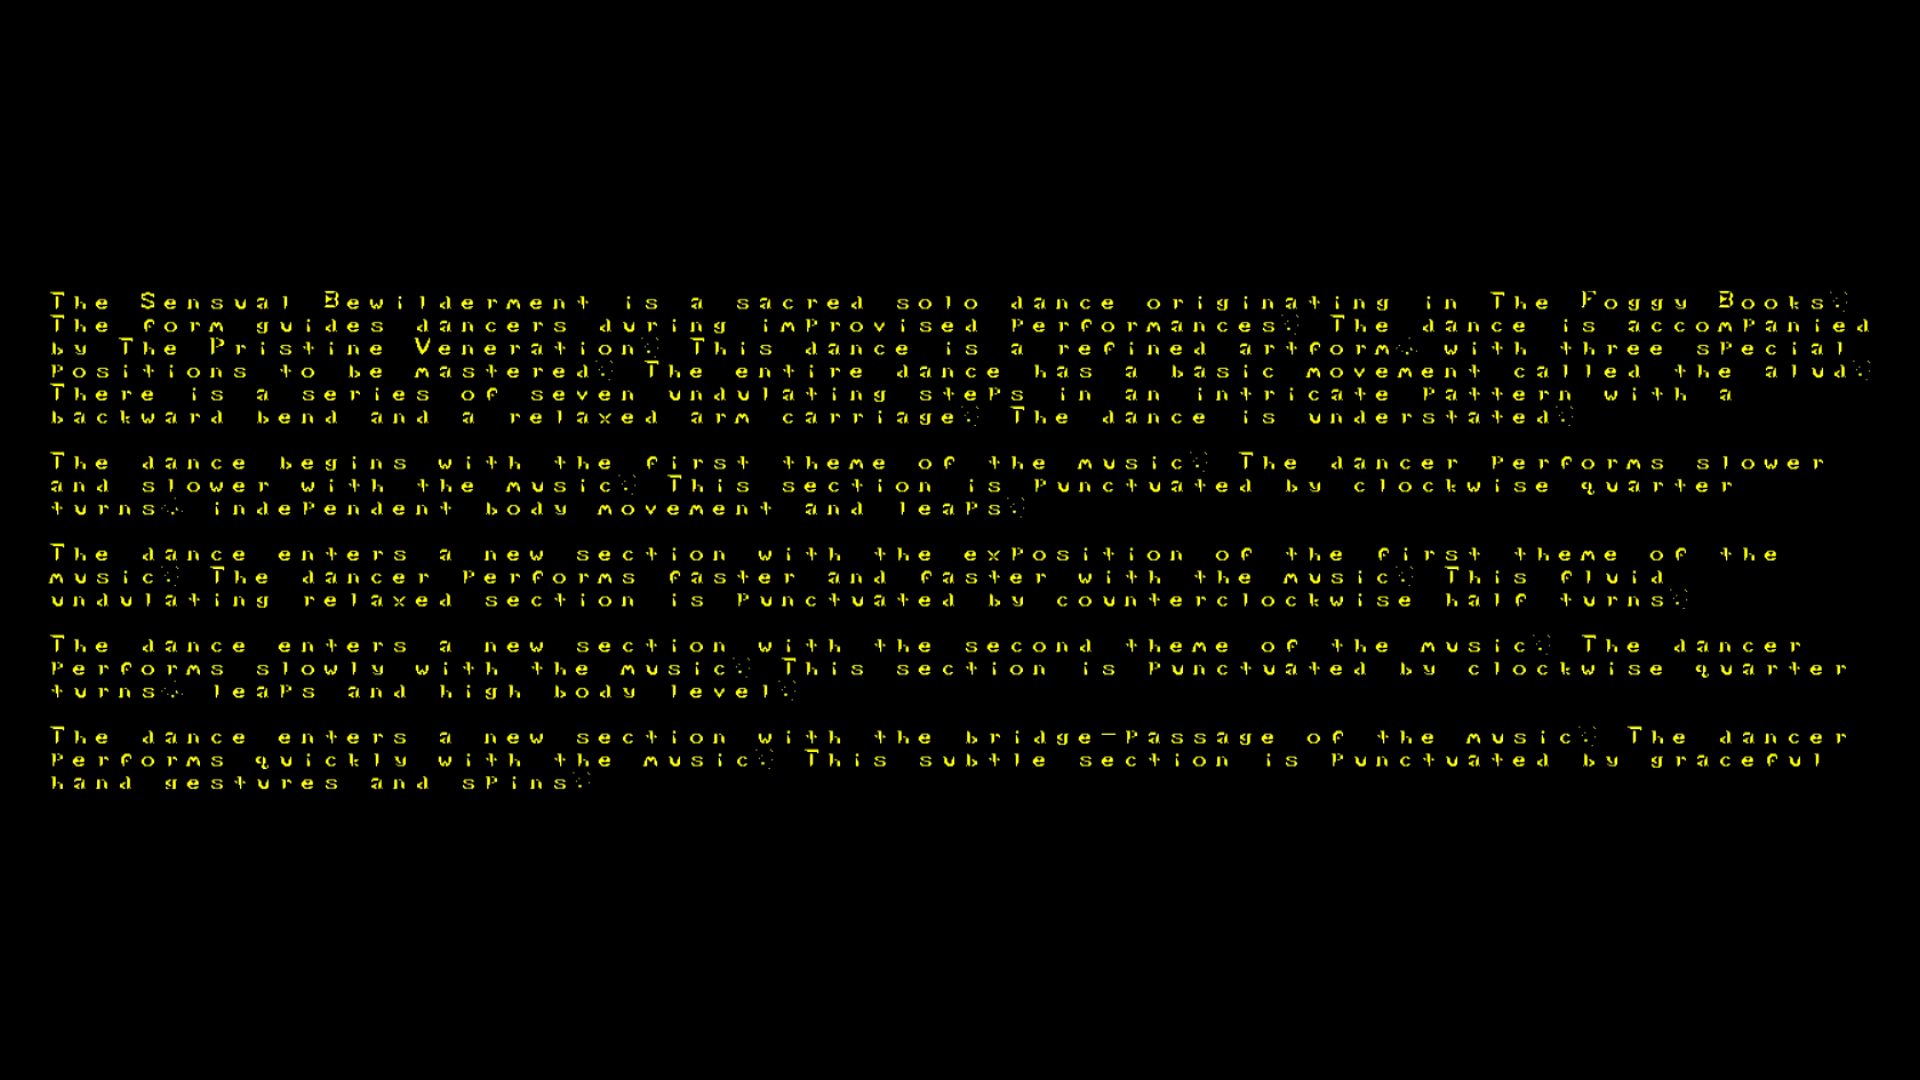 The Sensual Bewilderment is a sacred solo dance originating in The Foggy Books.
The form guides dancers during improvised performances. The dance is accompanied
by The Pristine Veneration. This dance is a refined artform, with three special
positions to be mastered. The entire dance has a basic movement called the alud.
There is a series of seven undulating steps in an intricate pattern with a
backward bend and a relaxed arm carriage. The dance is understated.

The dance begins with the first theme of the music. The dancer performs slower
and slower with the music. This section is punctuated by clockwise quarter
turns, independent body movement and leaps.

The dance enters a new section with the exposition of the first theme of the
music. The dancer performs faster and faster with the music. This fluid
undulating relaxed section is punctuated by counterclockwise half turns.

The dance enters a new section with the second theme of the music. The dancer
performs slowly with the music. This section is punctuated by clockwise quarter
turns, leaps and high body level.

The dance enters a new section with the bridge-passage of the music. The dancer
performs quickly with the music. This subtle section is punctuated by graceful
hand gestures and spins.